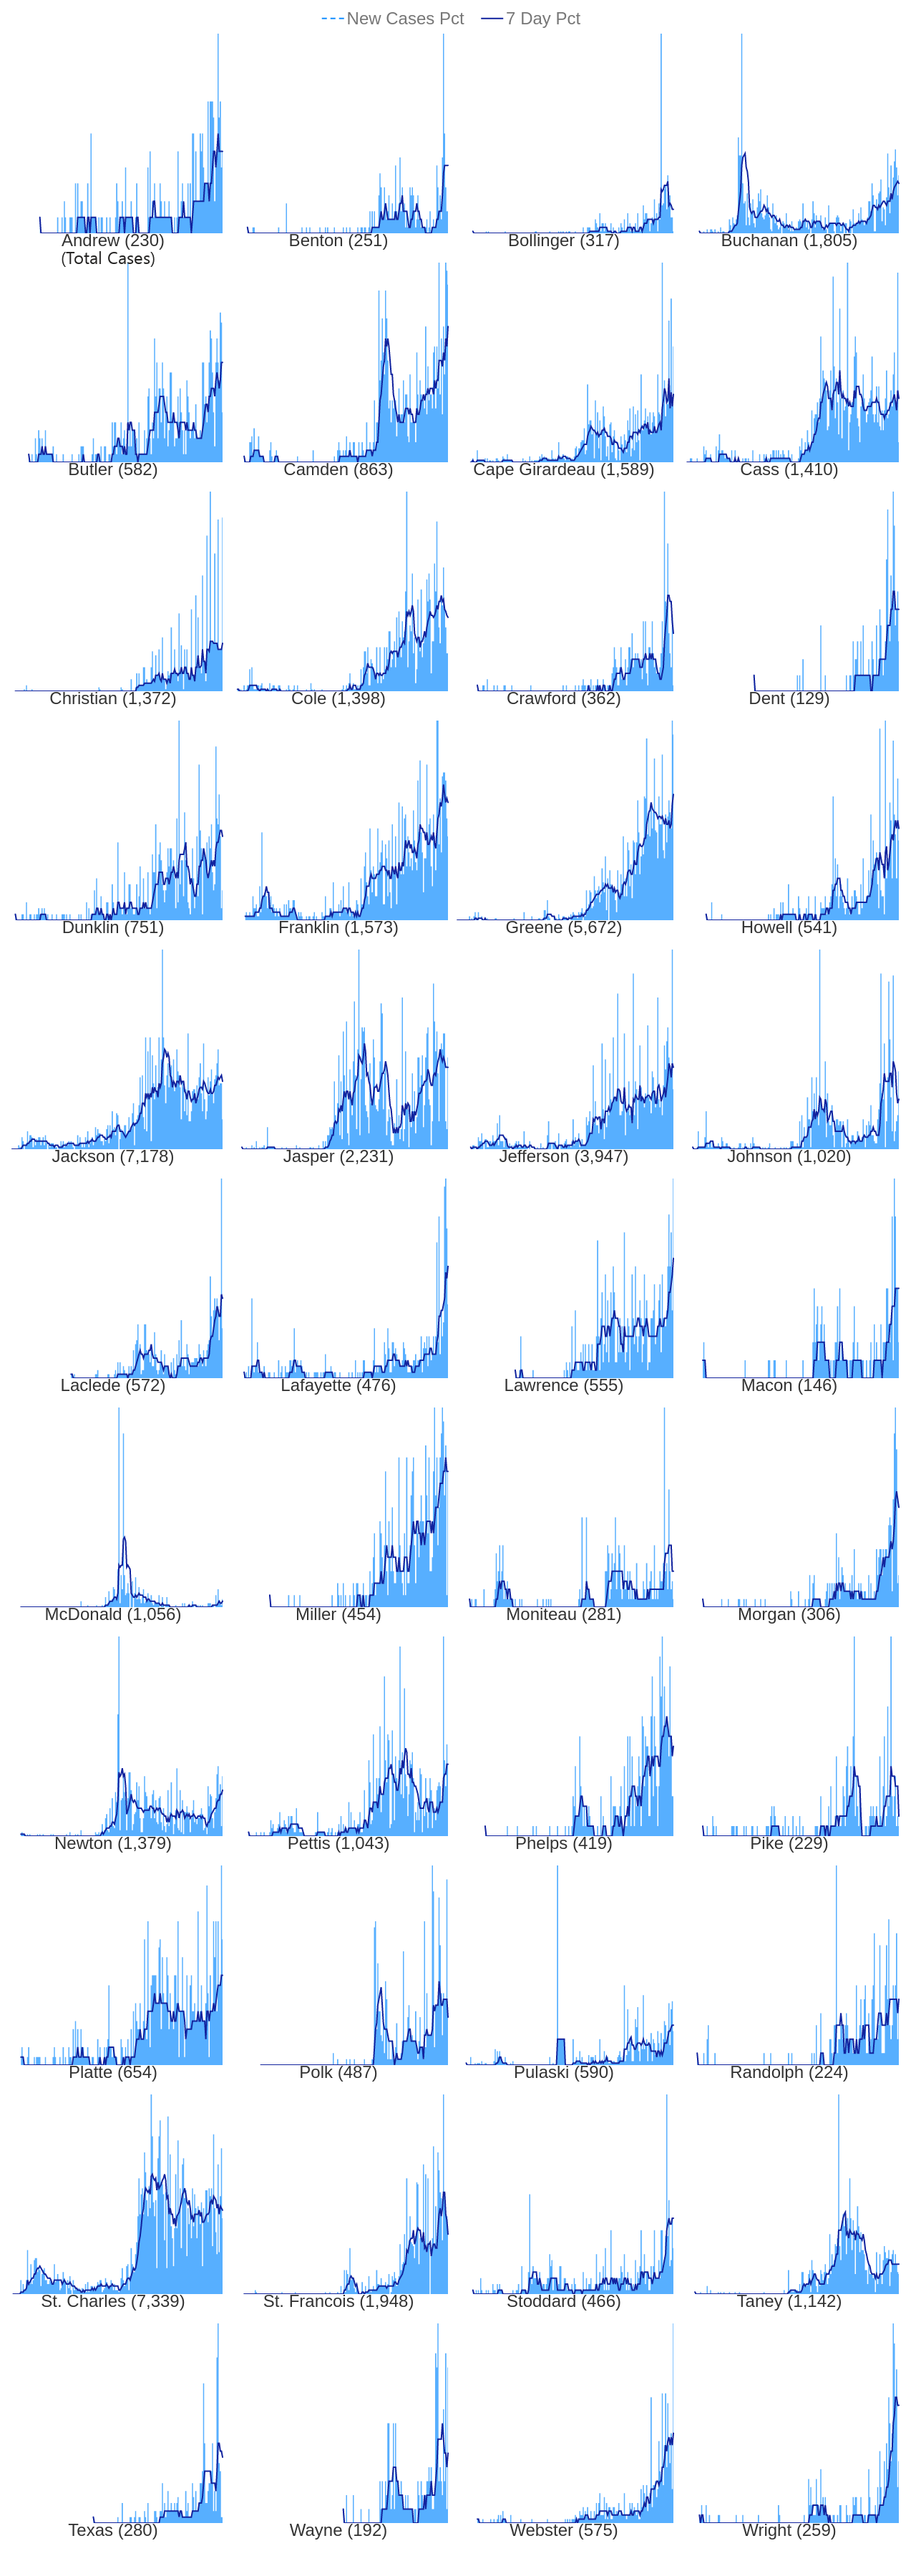 New Cases Pct 7 Day Pct
Andrew (230) Benton (251) Bollinger (317) Buchanan (1,805)
(Total Cases)
Butler (582) Camden (863) Cape Girardeau (1,589) Cass (1,410)
Christian (1,372) Cole (1,398) Crawford (362) Dent (129)
Dunklin (751) Franklin (1,573) Greene (5,672) Howell (541)
Jackson (7,178) Jasper (2,231) Jefferson (3,947) Johnson (1,020)
Laclede (572) Lafayette (476) Lawrence (555) Macon (146)
McDonald (1,056) Miller (454) Moniteau (281) Morgan (306)
Newton (1,379) Pettis (1,043) Phelps (419) Pike (229)
Platte (654) Polk (487) Pulaski (590) Randolph (224)
St. Charles (7,339) St. Francois (1,948) Stoddard (466) Taney (1,142)
Texas (280) Wayne (192) Webster (575) Wright (259)